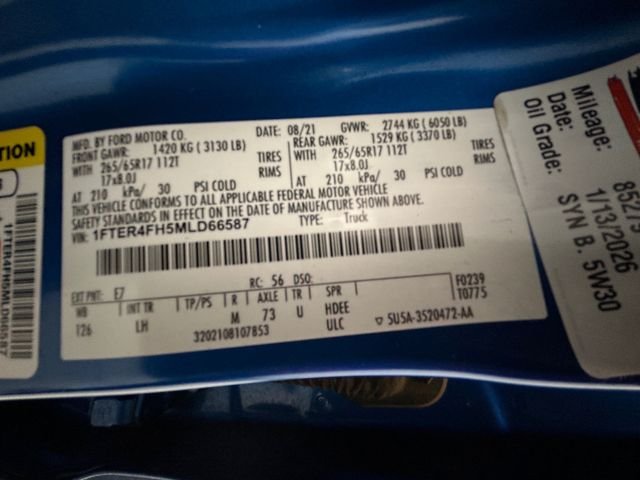 MFD. BY FORD MOTOR CO.
DATE: 08/21 GVWR: 2744 KG ( 6050 LB)
FRONT GAWR: 1420 KG ( 3130 LB)
REAR GAWR: 1529 KG ( 3370 LB)
WITH 265/65R17 112T TIRES
WITH 265/65R17 112T TIRES
17x8.0J RIMS
17x8.0J RIMS
AT 210 kPa/ 30 PSI COLD
AT 210 kPa/ 30 PSI COLD
THIS VEHICLE CONFORMS TO ALL APPLICABLE FEDERAL MOTOR VEHICLE
SAFETY STANDARDS IN EFFECT ON THE DATE OF MANUFACTURE SHOWN ABOVE.
VIN: 1FTER4FH5MLD66587 TYPE: Truck
EXT PNT: E7 RC: 56 DSO: F0239
WB INT TR TP/PS R AXLE TR SPR T0775
126 LH M 73 U HDEE
3202108107853 ULC ▽ SU5A-3520472-AA
TION
1FTER4FH5MLD66587
Mileage:
Date: 1/13/2026
Oil Grade: SYN B. 5W30